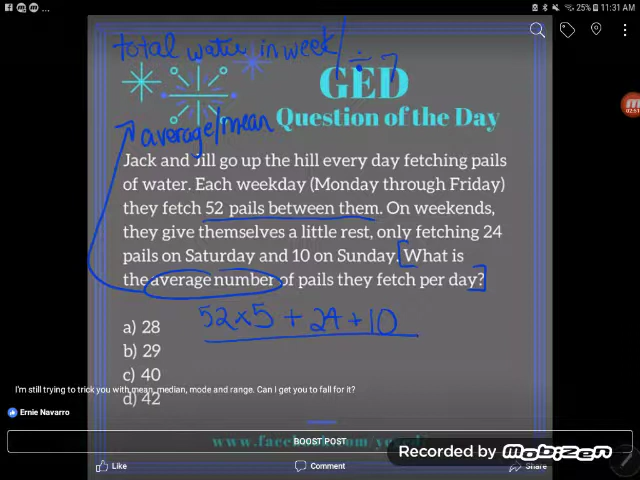 25% 11:31 AM
total water in week / ÷ 7
GED
average/mean
Question of the Day
Jack and Jill go up the hill every day fetching pails
of water. Each weekday (Monday through Friday)
they fetch 52 pails between them. On weekends,
they give themselves a little rest, only fetching 24
pails on Saturday and 10 on Sunday. [What is
the average number of pails they fetch per day?]
52×5 + 24 + 10
a) 28
b) 29
c) 40
I'm still trying to trick you with mean, median, mode and range. Can I get you to fall for it?
d) 42
Ernie Navarro
BOOST POST
www.facebook.com/
Recorded by Mobizen
Like
Comment
Share